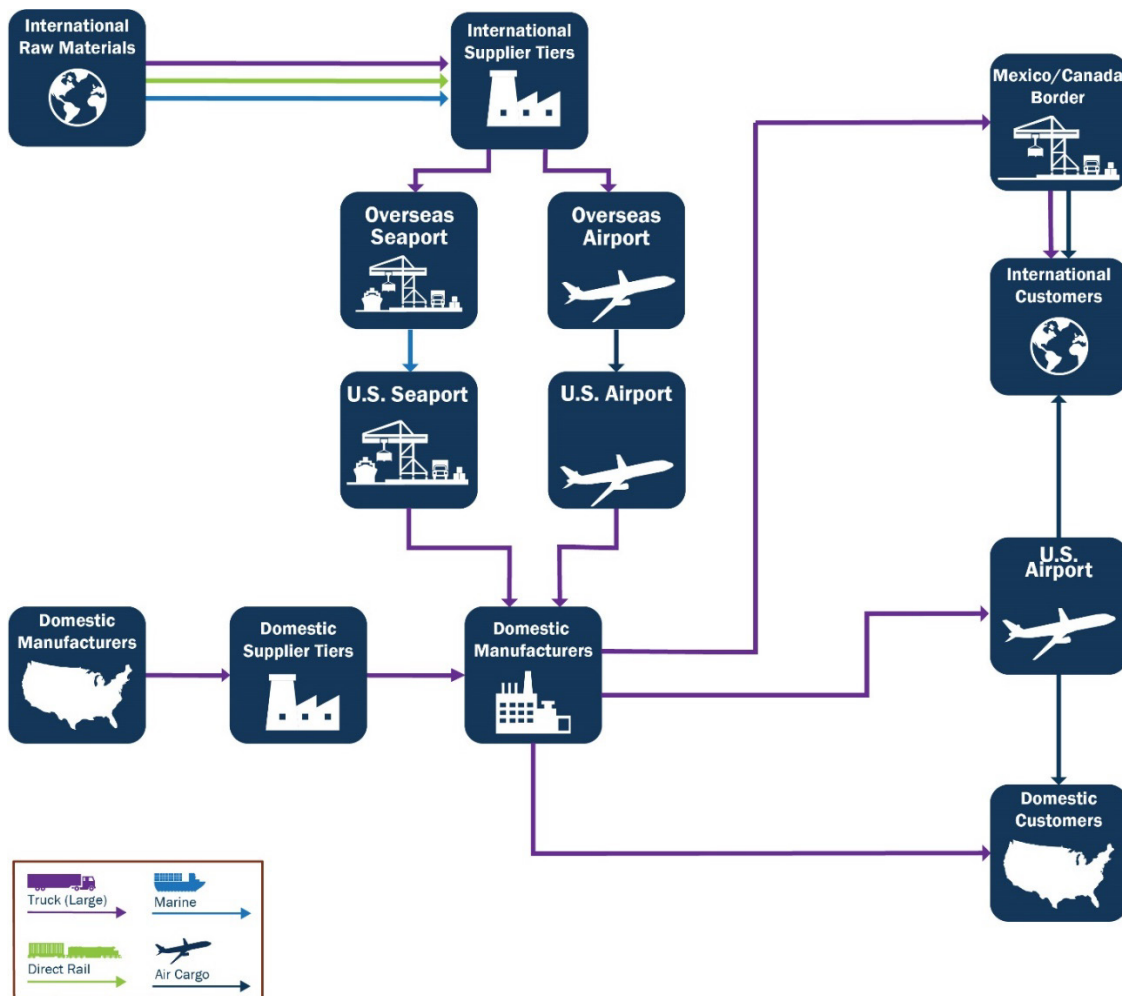 International
Raw Materials
International
Supplier Tiers
Mexico/Canada
Border
Overseas
Seaport
Overseas
Airport
International
Customers
U.S. Seaport
U.S. Airport
U.S.
Airport
Domestic
Manufacturers
Domestic
Supplier Tiers
Domestic
Manufacturers
Domestic
Customers
Truck (Large)
Marine
Direct Rail
Air Cargo